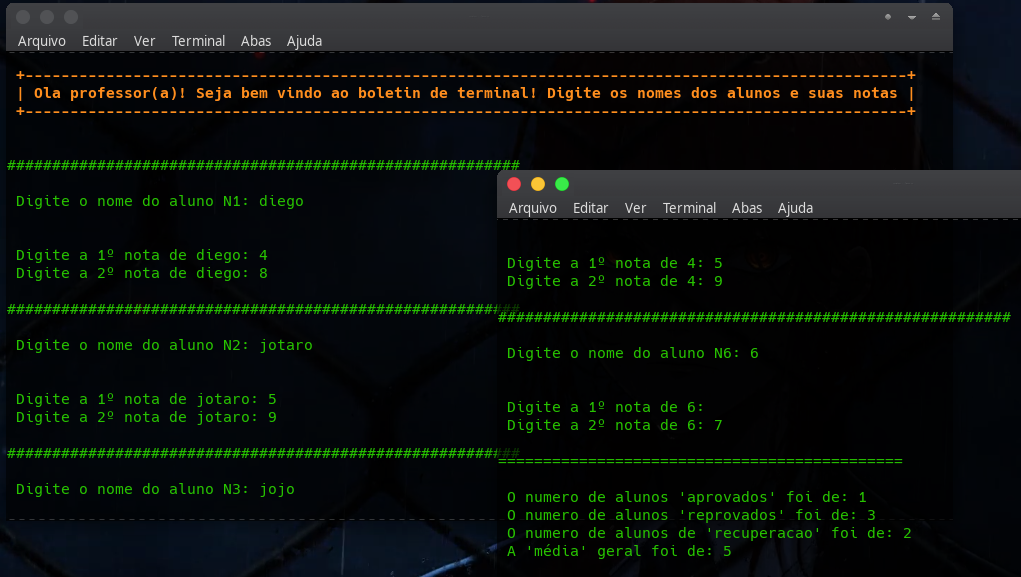 Arquivo Editar Ver Terminal Abas Ajuda
+--------------------------------------------------------------------------------------------------+
| Ola professor(a)! Seja bem vindo ao boletin de terminal! Digite os nomes dos alunos e suas notas |
+--------------------------------------------------------------------------------------------------+
#########################################################
Digite o nome do aluno N1: diego
Digite a 1º nota de diego: 4
Digite a 2º nota de diego: 8
#########################################################
Digite o nome do aluno N2: jotaro
Digite a 1º nota de jotaro: 5
Digite a 2º nota de jotaro: 9
#########################################################
Digite o nome do aluno N3: jojo
Arquivo Editar Ver Terminal Abas Ajuda
Digite a 1º nota de 4: 5
Digite a 2º nota de 4: 9
#########################################################
Digite o nome do aluno N6: 6
Digite a 1º nota de 6:
Digite a 2º nota de 6: 7
=============================================
O numero de alunos 'aprovados' foi de: 1
O numero de alunos 'reprovados' foi de: 3
O numero de alunos de 'recuperacao' foi de: 2
A 'média' geral foi de: 5